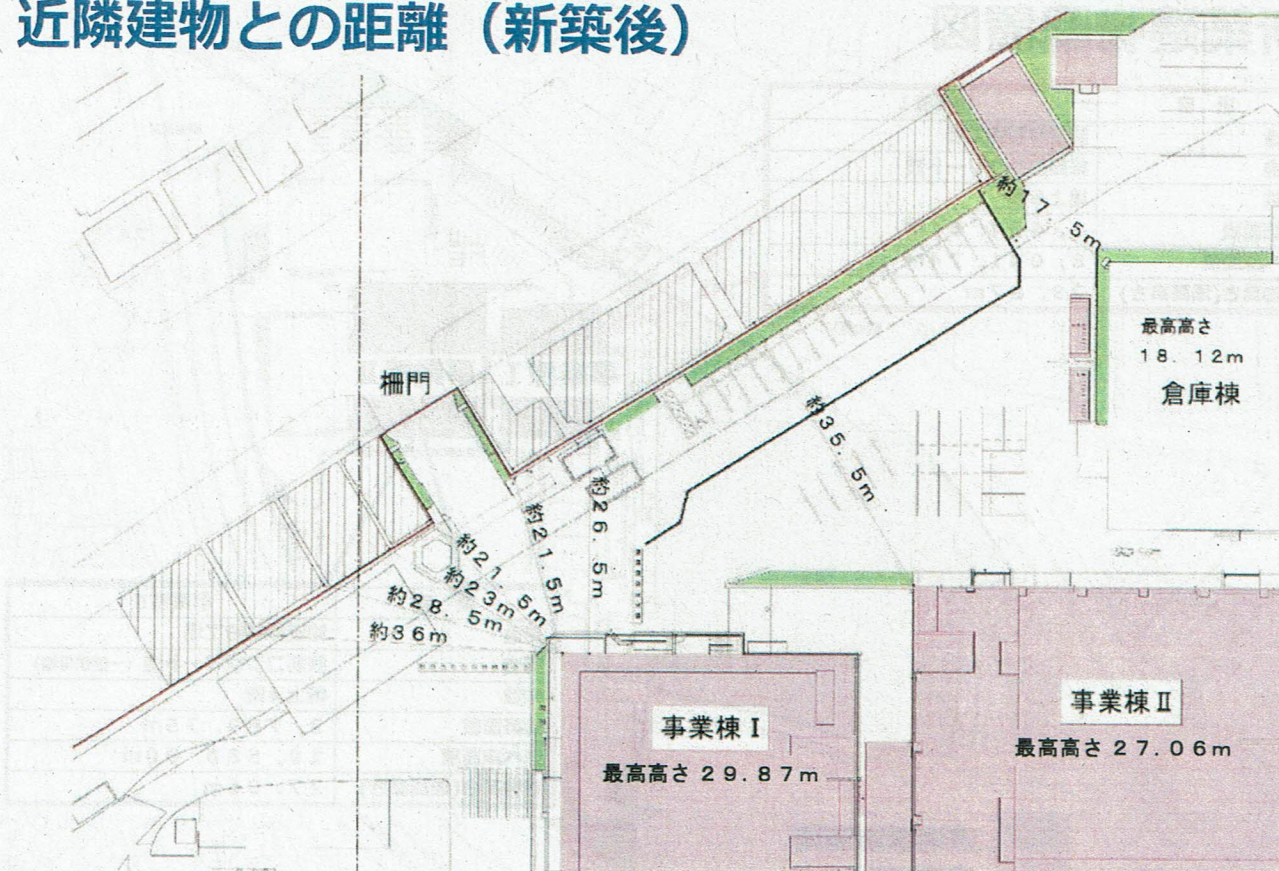 近隣建物との距離（新築後）
約17.5m
最高高さ
18.12m
倉庫棟
柵門
約35.5m
約26.5m
約21.5m
約21.5m
約23m
約28.5m
約36m
事業棟Ⅰ
最高高さ 29.87m
事業棟Ⅱ
最高高さ 27.06m